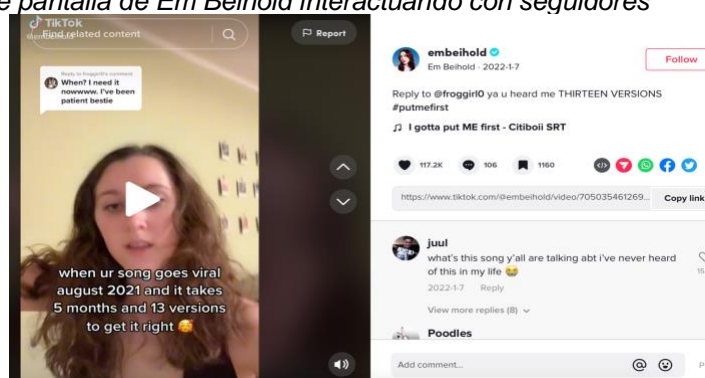 e pantalla de Em Beihold interactuando con seguidores
TikTok
@embeihold
Find related content
Report
Reply to froggirl0's comment
When? I need it
nowwww. I've been
patient bestie
when ur song goes viral
august 2021 and it takes
5 months and 13 versions
to get it right 🥰
embeihold
Em Beihold · 2022-1-7
Follow
Reply to @froggirl0 ya u heard me THIRTEEN VERSIONS
#putmefirst
♫ I gotta put ME first - Citiboii SRT
117.2K 106 1160
https://www.tiktok.com/@embeihold/video/705035461269... Copy link
juul
what's this song y'all are talking abt i've never heard
of this in my life 😂
2022-1-7 Reply
View more replies (8)
Poodles
Add comment...